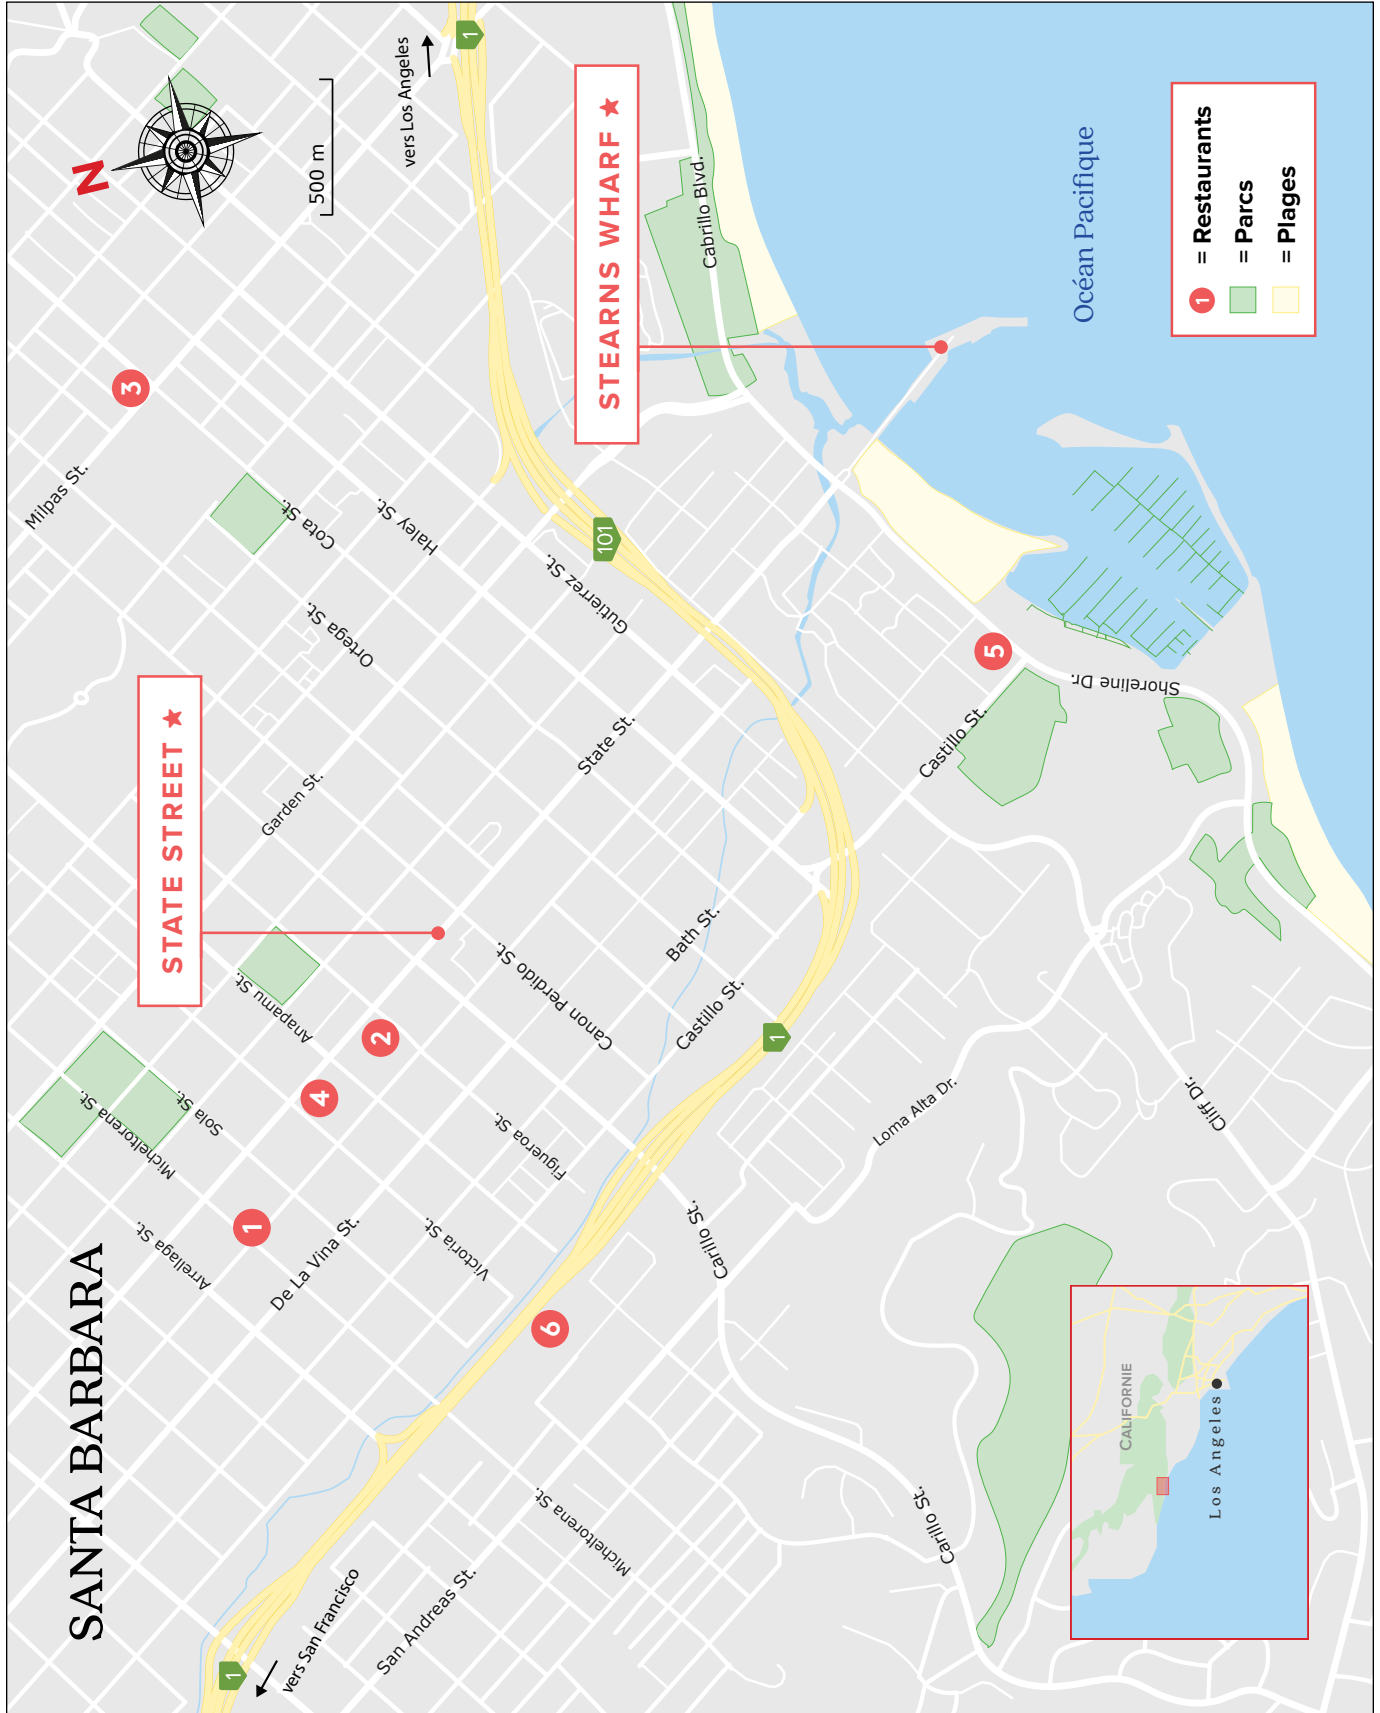 SANTA BARBARA
N
500 m
vers Los Angeles
1
STATE STREET
STEARNS WHARF
Milpas St.
3
Cota St.
Haley St.
Ortega St.
Gutierrez St.
101
Garden St.
State St.
Cabrillo Blvd.
Océan Pacifique
1 = Restaurants
= Parcs
= Plages
Anapamu St.
2
4
Sola St.
Micheltorena St.
Arrellaga St.
1
De La Vina St.
Victoria St.
Figueroa St.
Canon Perdido St.
Bath St.
Castillo St.
1
Castillo St.
5
Shoreline Dr.
Loma Alta Dr.
Cliff Dr.
Carillo St.
6
Micheltorena St.
Carillo St.
San Andreas St.
vers San Francisco
1
CALIFORNIE
Los Angeles